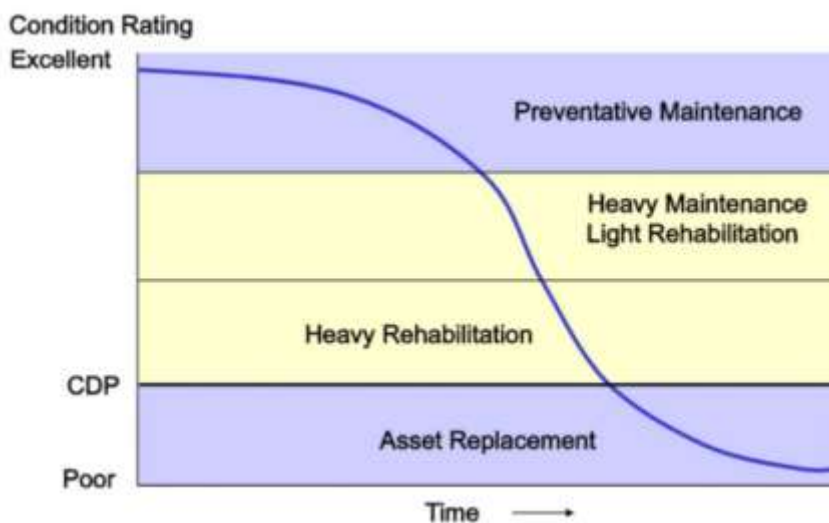 Condition Rating
Excellent
Preventative Maintenance
Heavy Maintenance
Light Rehabilitation
Heavy Rehabilitation
CDP
Asset Replacement
Poor
Time